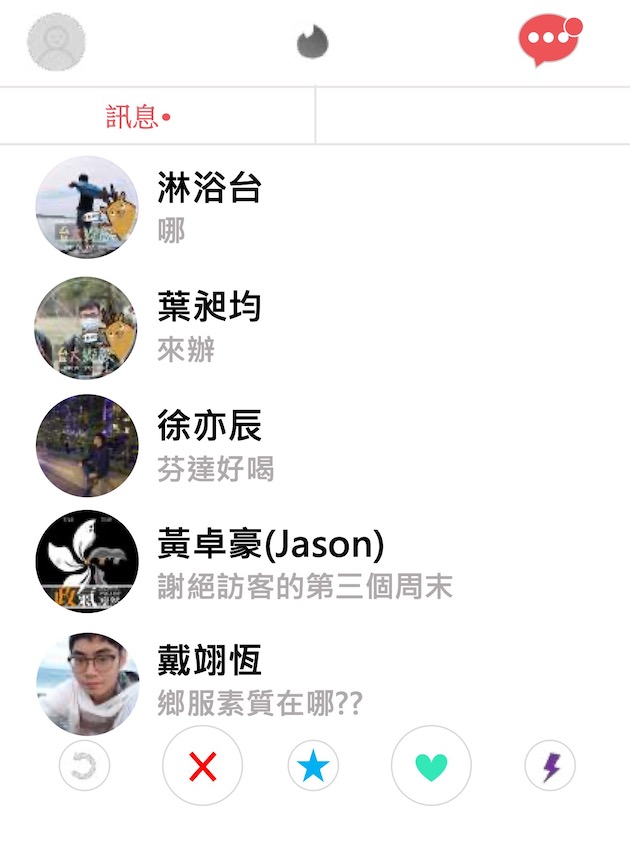 訊息
淋浴台
哪
葉昶均
來辦
徐亦辰
芬達好喝
黃卓豪(Jason)
謝絕訪客的第三個周末
戴翊恆
鄉服素質在哪??